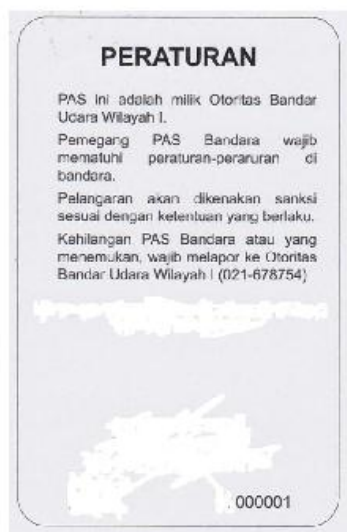 PERATURAN
PAS Ini adalah milik Otoritas Bandar
Udara Wilayah I.
Pemegang PAS Bandara wajib
mematuhi peraturan-peraruran di
bandara.
Pelangaran akan dikenakan sanksi
sesuai dengan ketentuan yang berlaku.
Kehilangan PAS Bandara atau yang
menemukan, wajib melapor ke Otoritas
Bandar Udara Wilayah I (021-678754)
000001